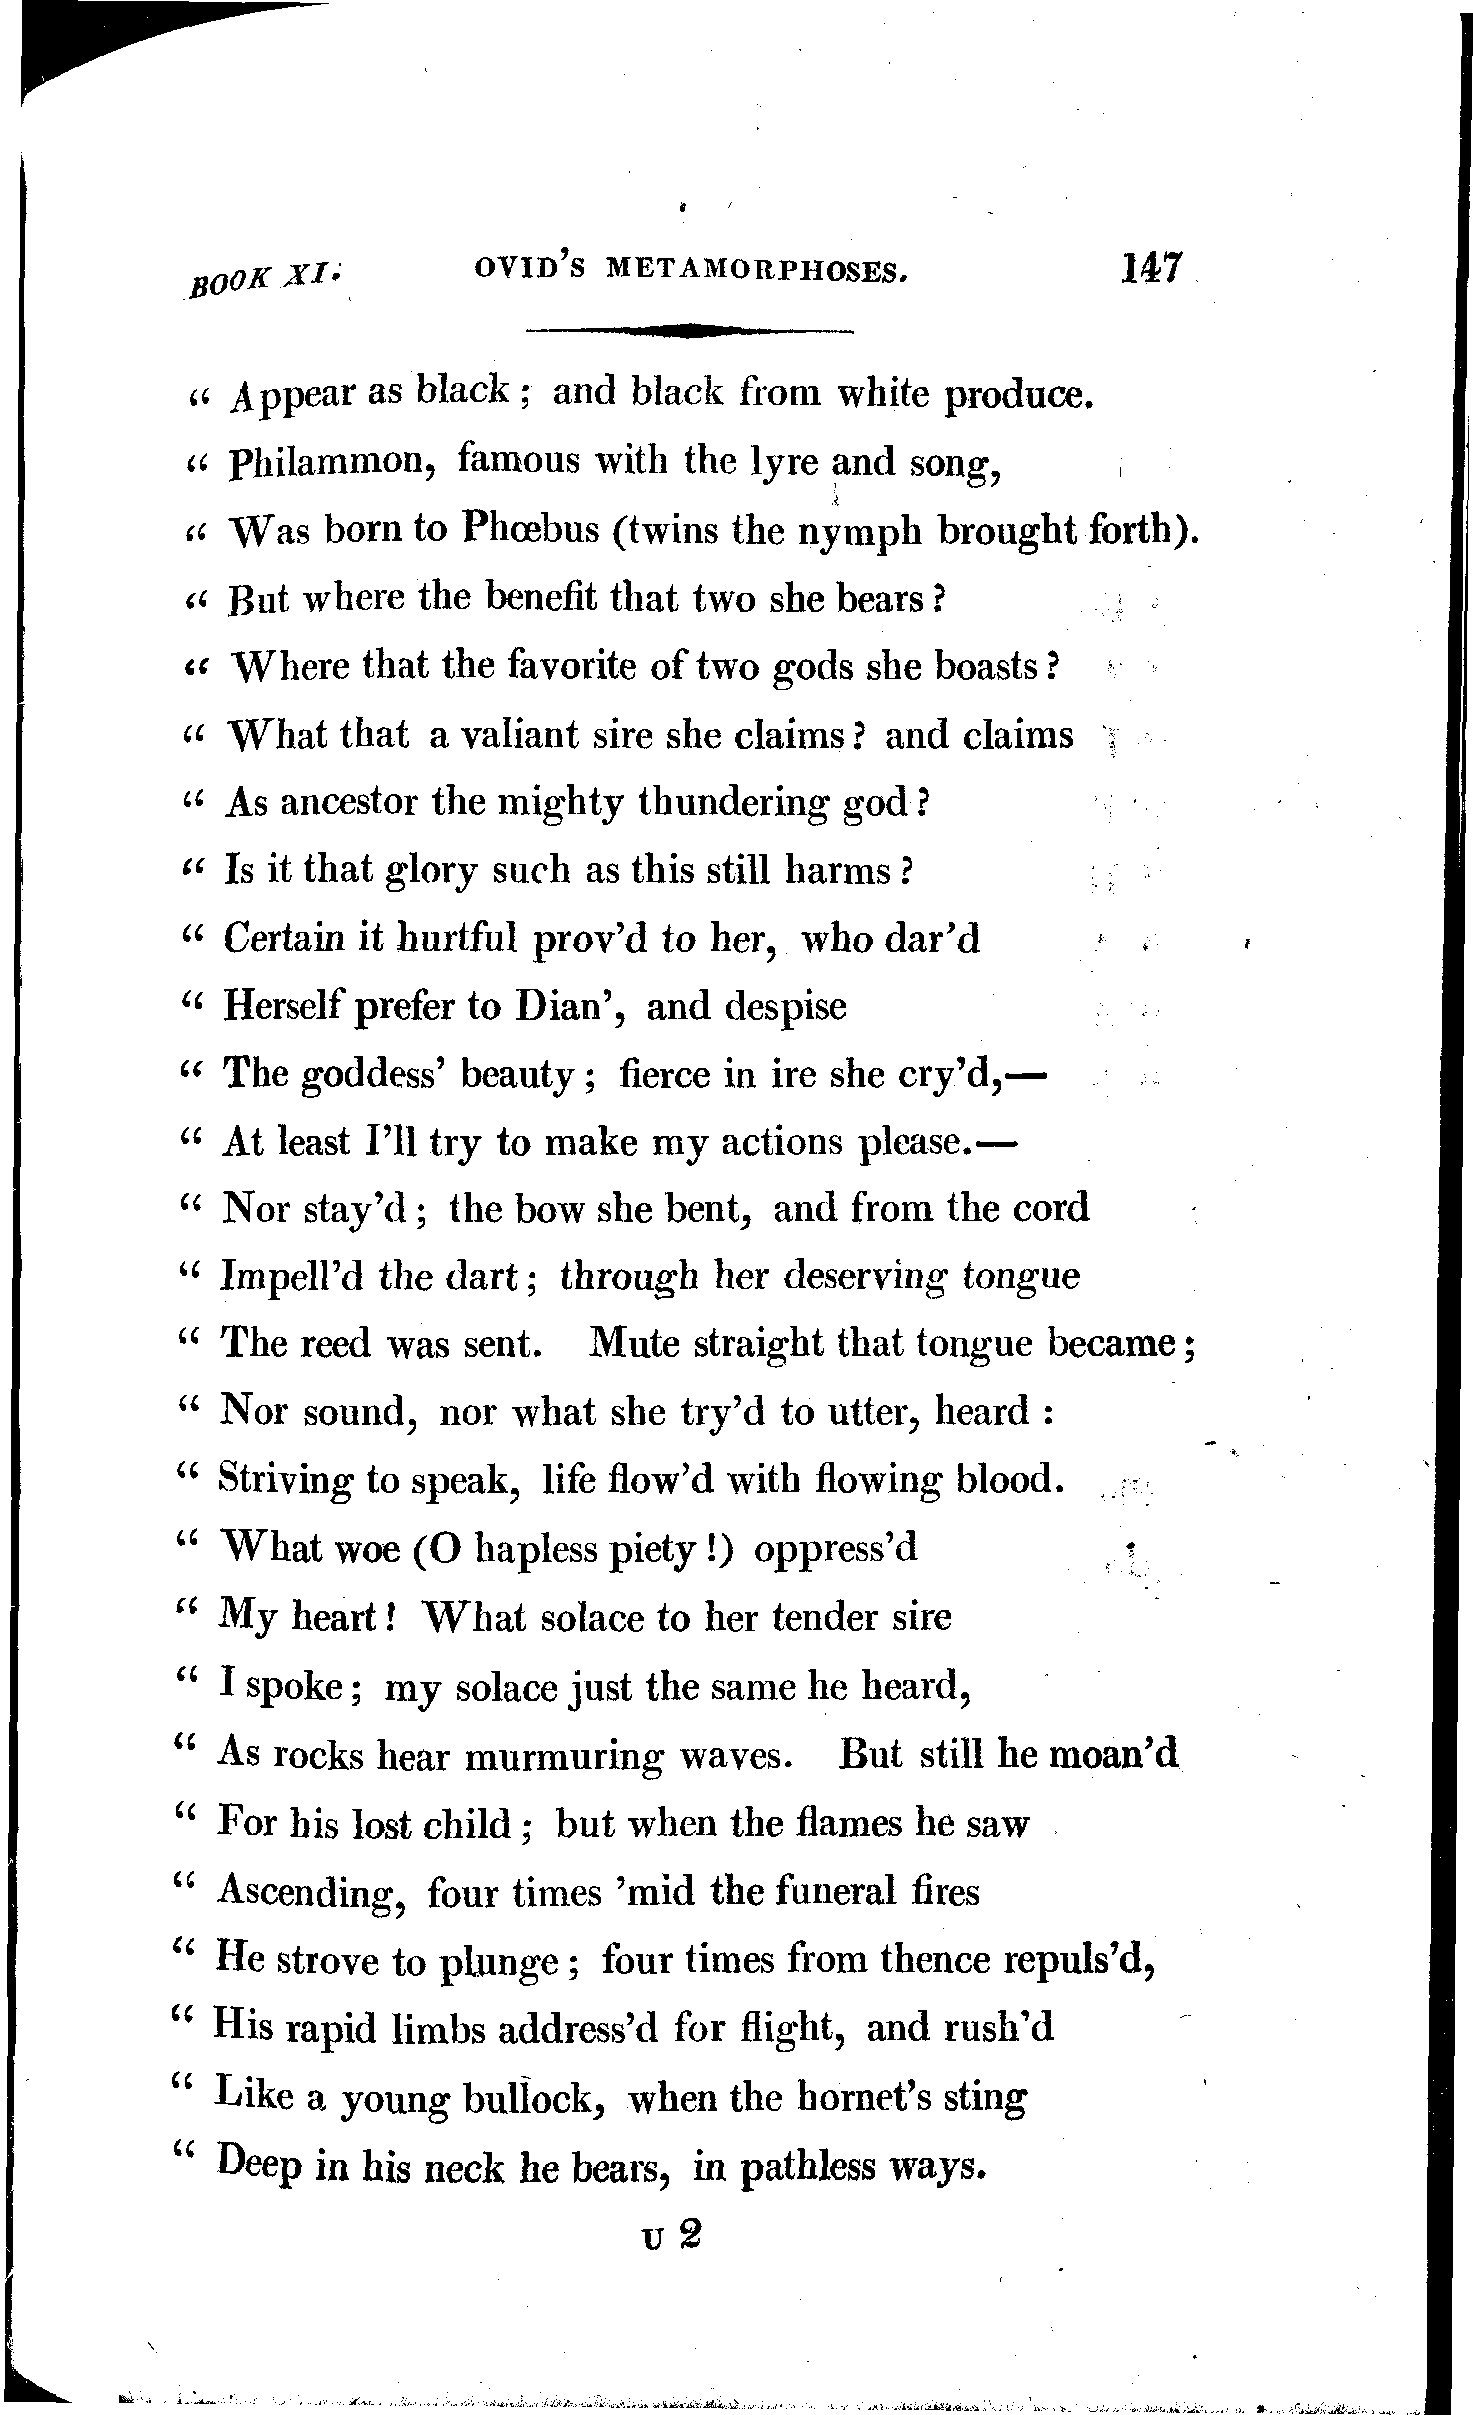 BOOK XI. OVID'S METAMORPHOSES. 147
“ Appear as black ; and black from white produce.
“ Philammon, famous with the lyre and song,
“ Was born to Phœbus (twins the nymph brought forth).
“ But where the benefit that two she bears ?
“ Where that the favorite of two gods she boasts ?
“ What that a valiant sire she claims ? and claims
“ As ancestor the mighty thundering god ?
“ Is it that glory such as this still harms ?
“ Certain it hurtful prov'd to her, who dar'd
“ Herself prefer to Dian', and despise
“ The goddess' beauty ; fierce in ire she cry'd,—
“ At least I'll try to make my actions please.—
“ Nor stay'd ; the bow she bent, and from the cord
“ Impell'd the dart ; through her deserving tongue
“ The reed was sent. Mute straight that tongue became ;
“ Nor sound, nor what she try'd to utter, heard :
“ Striving to speak, life flow'd with flowing blood.
“ What woe (O hapless piety !) oppress'd
“ My heart ! What solace to her tender sire
“ I spoke ; my solace just the same he heard,
“ As rocks hear murmuring waves. But still he moan'd
“ For his lost child ; but when the flames he saw
“ Ascending, four times 'mid the funeral fires
“ He strove to plunge ; four times from thence repuls'd,
“ His rapid limbs address'd for flight, and rush'd
“ Like a young bullock, when the hornet's sting
“ Deep in his neck he bears, in pathless ways.
U 2